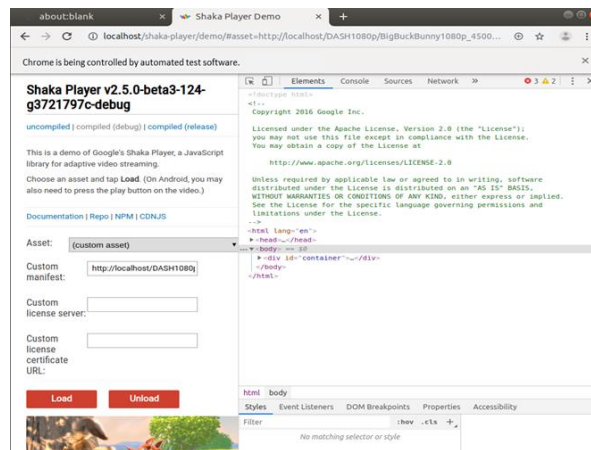 about:blank
Shaka Player Demo
localhost/shaka-player/demo/#asset=http://localhost/DASH1080p/BigBuckBunny1080p_4500...
Chrome is being controlled by automated test software.
Shaka Player v2.5.0-beta3-124-
g3721797c-debug
uncompiled | compiled (debug) | compiled (release)
This is a demo of Google's Shaka Player, a JavaScript
library for adaptive video streaming.
Choose an asset and tap Load. (On Android, you may
also need to press the play button on the video.)
Documentation | Repo | NPM | CDNJS
Asset: (custom asset)
Custom
manifest: http://localhost/DASH1080p
Custom
license server:
Custom
license
certificate
URL:
Load Unload
Elements Console Sources Network » 3 2
<!doctype html>
<!--
Copyright 2016 Google Inc.
Licensed under the Apache License, Version 2.0 (the "License");
you may not use this file except in compliance with the License.
You may obtain a copy of the License at
http://www.apache.org/licenses/LICENSE-2.0
Unless required by applicable law or agreed to in writing, software
distributed under the License is distributed on an "AS IS" BASIS,
WITHOUT WARRANTIES OR CONDITIONS OF ANY KIND, either express or implied.
See the License for the specific language governing permissions and
limitations under the License.
-->
<html lang="en">
<head>…</head>
<body> == $0
<div id="container">…</div>
</body>
</html>
html body
Styles Event Listeners DOM Breakpoints Properties Accessibility
Filter :hov .cls +
No matching selector or style